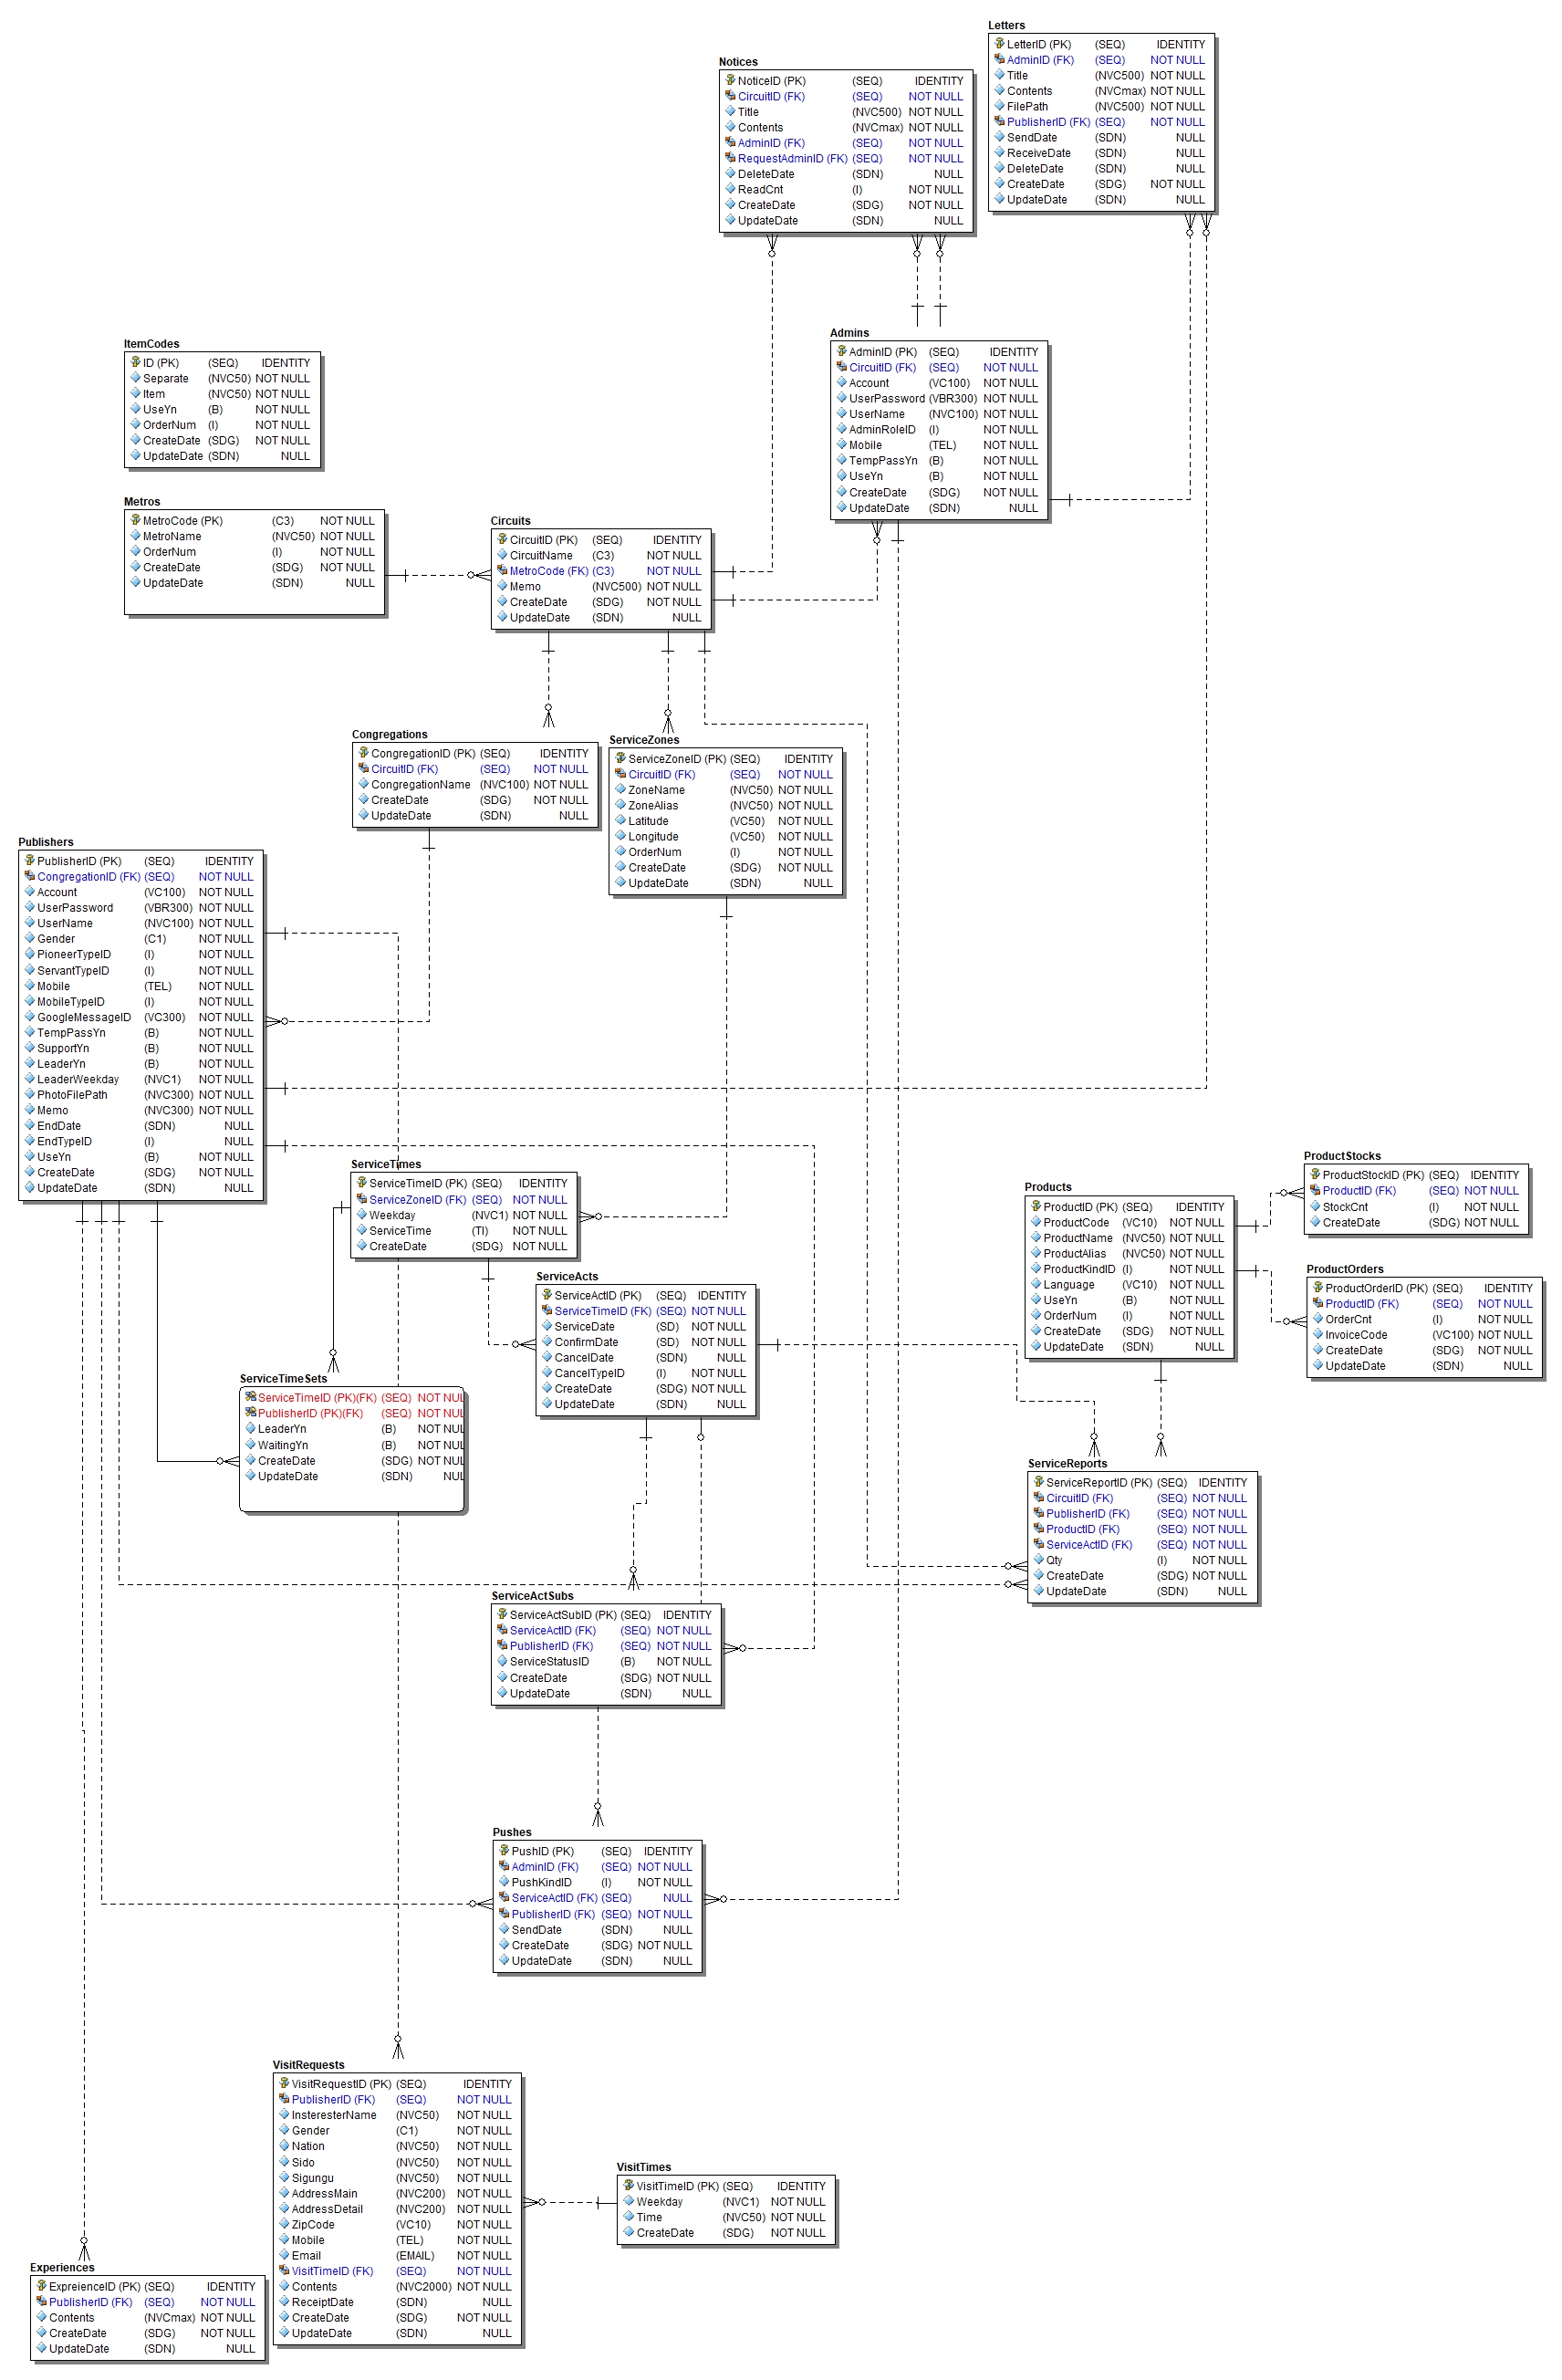 Letters
LetterID (PK) (SEQ) IDENTITY
AdminID (FK) (SEQ) NOT NULL
Title (NVC500) NOT NULL
Contents (NVCmax) NOT NULL
FilePath (NVC500) NOT NULL
PublisherID (FK) (SEQ) NOT NULL
SendDate (SDN) NULL
ReceiveDate (SDN) NULL
DeleteDate (SDN) NULL
CreateDate (SDG) NOT NULL
UpdateDate (SDN) NULL
Notices
NoticeID (PK) (SEQ) IDENTITY
CircuitID (FK) (SEQ) NOT NULL
Title (NVC500) NOT NULL
Contents (NVCmax) NOT NULL
AdminID (FK) (SEQ) NOT NULL
RequestAdminID (FK) (SEQ) NOT NULL
DeleteDate (SDN) NULL
ReadCnt (I) NOT NULL
CreateDate (SDG) NOT NULL
UpdateDate (SDN) NULL
Admins
AdminID (PK) (SEQ) IDENTITY
CircuitID (FK) (SEQ) NOT NULL
Account (VC100) NOT NULL
UserPassword (VBR300) NOT NULL
UserName (NVC100) NOT NULL
AdminRoleID (I) NOT NULL
Mobile (TEL) NOT NULL
TempPassYn (B) NOT NULL
UseYn (B) NOT NULL
CreateDate (SDG) NOT NULL
UpdateDate (SDN) NULL
ItemCodes
ID (PK) (SEQ) IDENTITY
Separate (NVC50) NOT NULL
Item (NVC50) NOT NULL
UseYn (B) NOT NULL
OrderNum (I) NOT NULL
CreateDate (SDG) NOT NULL
UpdateDate (SDN) NULL
Metros
MetroCode (PK) (C3) NOT NULL
MetroName (NVC50) NOT NULL
OrderNum (I) NOT NULL
CreateDate (SDG) NOT NULL
UpdateDate (SDN) NULL
Circuits
CircuitID (PK) (SEQ) IDENTITY
CircuitName (C3) NOT NULL
MetroCode (FK) (C3) NOT NULL
Memo (NVC500) NOT NULL
CreateDate (SDG) NOT NULL
UpdateDate (SDN) NULL
Congregations
CongregationID (PK) (SEQ) IDENTITY
CircuitID (FK) (SEQ) NOT NULL
CongregationName (NVC100) NOT NULL
CreateDate (SDG) NOT NULL
UpdateDate (SDN) NULL
ServiceZones
ServiceZoneID (PK) (SEQ) IDENTITY
CircuitID (FK) (SEQ) NOT NULL
ZoneName (NVC50) NOT NULL
ZoneAlias (NVC50) NOT NULL
Latitude (VC50) NOT NULL
Longitude (VC50) NOT NULL
OrderNum (I) NOT NULL
CreateDate (SDG) NOT NULL
UpdateDate (SDN) NULL
Publishers
PublisherID (PK) (SEQ) IDENTITY
CongregationID (FK) (SEQ) NOT NULL
Account (VC100) NOT NULL
UserPassword (VBR300) NOT NULL
UserName (NVC100) NOT NULL
Gender (C1) NOT NULL
PioneerTypeID (I) NOT NULL
ServantTypeID (I) NOT NULL
Mobile (TEL) NOT NULL
MobileTypeID (I) NOT NULL
GoogleMessageID (VC300) NOT NULL
TempPassYn (B) NOT NULL
SupportYn (B) NOT NULL
LeaderYn (B) NOT NULL
LeaderWeekday (NVC1) NOT NULL
PhotoFilePath (NVC300) NOT NULL
Memo (NVC300) NOT NULL
EndDate (SDN) NULL
EndTypeID (I) NULL
UseYn (B) NOT NULL
CreateDate (SDG) NOT NULL
UpdateDate (SDN) NULL
ServiceTimes
ServiceTimeID (PK) (SEQ) IDENTITY
ServiceZoneID (FK) (SEQ) NOT NULL
Weekday (NVC1) NOT NULL
ServiceTime (TI) NOT NULL
CreateDate (SDG) NOT NULL
Products
ProductID (PK) (SEQ) IDENTITY
ProductCode (VC10) NOT NULL
ProductName (NVC50) NOT NULL
ProductAlias (NVC50) NOT NULL
ProductKindID (I) NOT NULL
Language (VC10) NOT NULL
UseYn (B) NOT NULL
OrderNum (I) NOT NULL
CreateDate (SDG) NOT NULL
UpdateDate (SDN) NULL
ProductStocks
ProductStockID (PK) (SEQ) IDENTITY
ProductID (FK) (SEQ) NOT NULL
StockCnt (I) NOT NULL
CreateDate (SDG) NOT NULL
ProductOrders
ProductOrderID (PK) (SEQ) IDENTITY
ProductID (FK) (SEQ) NOT NULL
OrderCnt (I) NOT NULL
InvoiceCode (VC100) NOT NULL
CreateDate (SDG) NOT NULL
UpdateDate (SDN) NULL
ServiceActs
ServiceActID (PK) (SEQ) IDENTITY
ServiceTimeID (FK) (SEQ) NOT NULL
ServiceDate (SD) NOT NULL
ConfirmDate (SD) NOT NULL
CancelDate (SDN) NULL
CancelTypeID (I) NOT NULL
CreateDate (SDG) NOT NULL
UpdateDate (SDN) NULL
ServiceTimeSets
ServiceTimeID (PK)(FK) (SEQ) NOT NUL
PublisherID (PK)(FK) (SEQ) NOT NUL
LeaderYn (B) NOT NUL
WaitingYn (B) NOT NUL
CreateDate (SDG) NOT NUL
UpdateDate (SDN) NUL
ServiceReports
ServiceReportID (PK) (SEQ) IDENTITY
CircuitID (FK) (SEQ) NOT NULL
PublisherID (FK) (SEQ) NOT NULL
ProductID (FK) (SEQ) NOT NULL
ServiceActID (FK) (SEQ) NOT NULL
Qty (I) NOT NULL
CreateDate (SDG) NOT NULL
UpdateDate (SDN) NULL
ServiceActSubs
ServiceActSubID (PK) (SEQ) IDENTITY
ServiceActID (FK) (SEQ) NOT NULL
PublisherID (FK) (SEQ) NOT NULL
ServiceStatusID (B) NOT NULL
CreateDate (SDG) NOT NULL
UpdateDate (SDN) NULL
Pushes
PushID (PK) (SEQ) IDENTITY
AdminID (FK) (SEQ) NOT NULL
PushKindID (I) NOT NULL
ServiceActID (FK) (SEQ) NULL
PublisherID (FK) (SEQ) NOT NULL
SendDate (SDN) NULL
CreateDate (SDG) NOT NULL
UpdateDate (SDN) NULL
VisitRequests
VisitRequestID (PK) (SEQ) IDENTITY
PublisherID (FK) (SEQ) NOT NULL
InsteresterName (NVC50) NOT NULL
Gender (C1) NOT NULL
Nation (NVC50) NOT NULL
Sido (NVC50) NOT NULL
Sigungu (NVC50) NOT NULL
AddressMain (NVC200) NOT NULL
AddressDetail (NVC200) NOT NULL
ZipCode (VC10) NOT NULL
Mobile (TEL) NOT NULL
Email (EMAIL) NOT NULL
VisitTimeID (FK) (SEQ) NOT NULL
Contents (NVC2000) NOT NULL
ReceiptDate (SDN) NULL
CreateDate (SDG) NOT NULL
UpdateDate (SDN) NULL
VisitTimes
VisitTimeID (PK) (SEQ) IDENTITY
Weekday (NVC1) NOT NULL
Time (NVC50) NOT NULL
CreateDate (SDG) NOT NULL
Experiences
ExpreienceID (PK) (SEQ) IDENTITY
PublisherID (FK) (SEQ) NOT NULL
Contents (NVCmax) NOT NULL
CreateDate (SDG) NOT NULL
UpdateDate (SDN) NULL